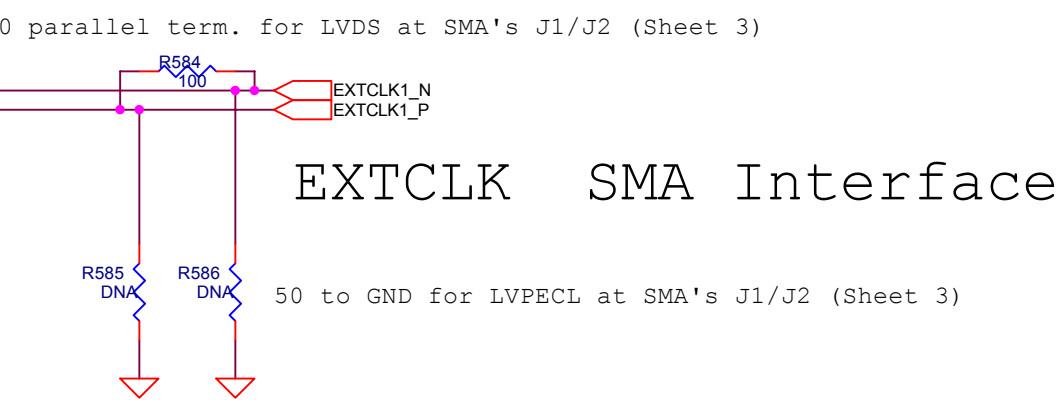 0 parallel term. for LVDS at SMA's J1/J2 (Sheet 3)
R584
100
EXTCLK1_N
EXTCLK1_P
EXTCLK SMA Interface
R585
DNA
R586
DNA
50 to GND for LVPECL at SMA's J1/J2 (Sheet 3)